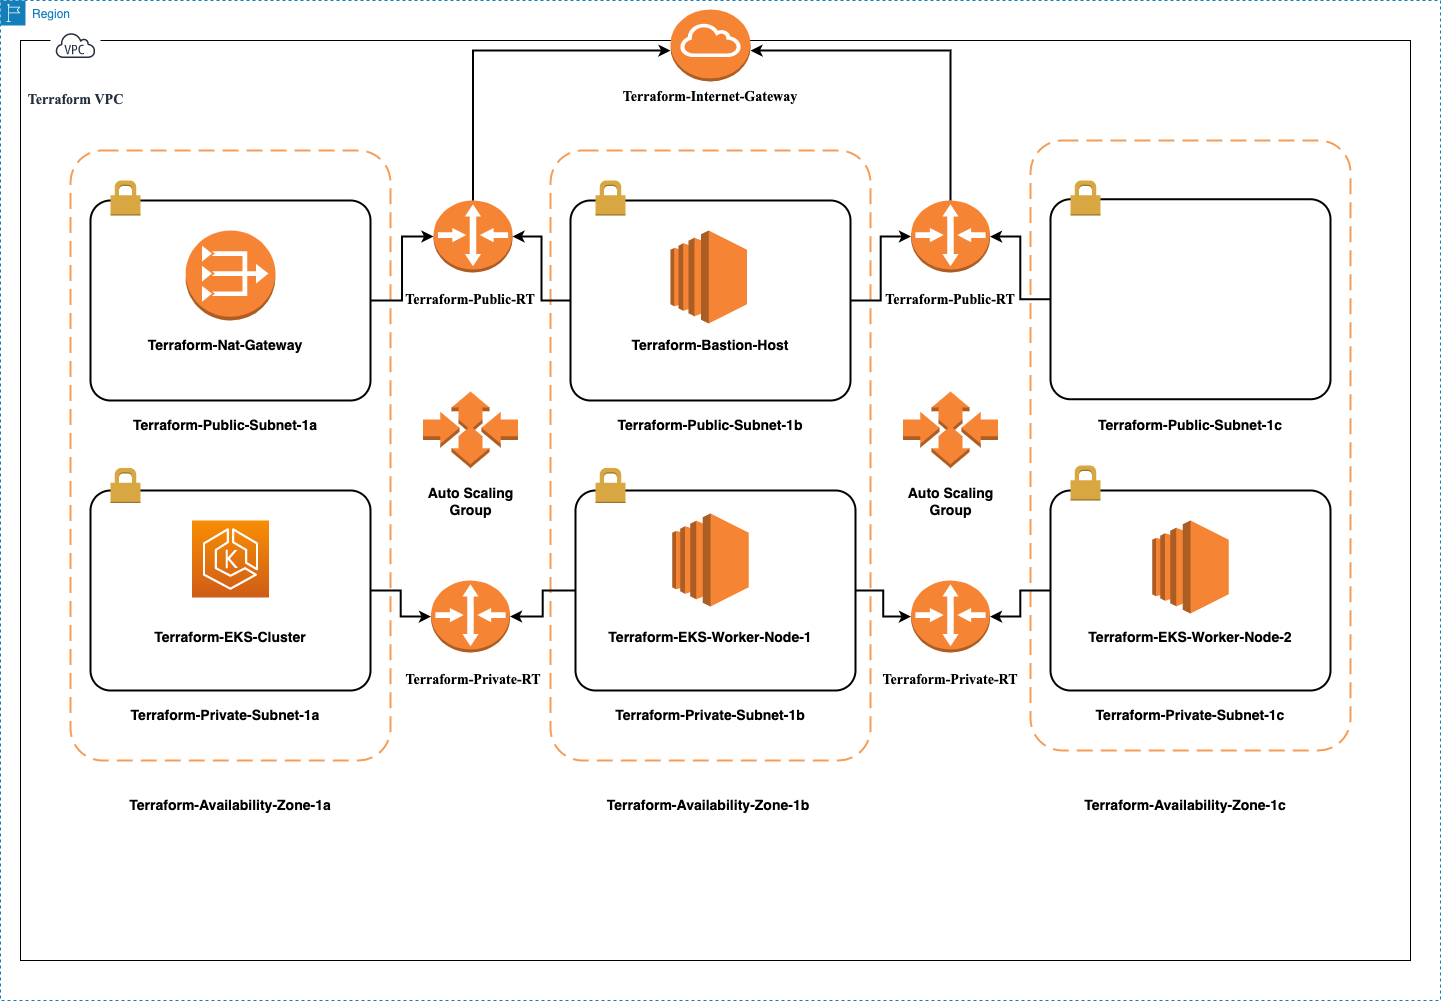 Region
VPC
Terraform VPC
Terraform-Internet-Gateway
Terraform-Nat-Gateway
Terraform-Public-RT
Terraform-Bastion-Host
Terraform-Public-RT
Terraform-Public-Subnet-1a
Terraform-Public-Subnet-1b
Terraform-Public-Subnet-1c
Auto Scaling
Group
Auto Scaling
Group
K
Terraform-EKS-Cluster
Terraform-EKS-Worker-Node-1
Terraform-EKS-Worker-Node-2
Terraform-Private-RT
Terraform-Private-RT
Terraform-Private-Subnet-1a
Terraform-Private-Subnet-1b
Terraform-Private-Subnet-1c
Terraform-Availability-Zone-1a
Terraform-Availability-Zone-1b
Terraform-Availability-Zone-1c